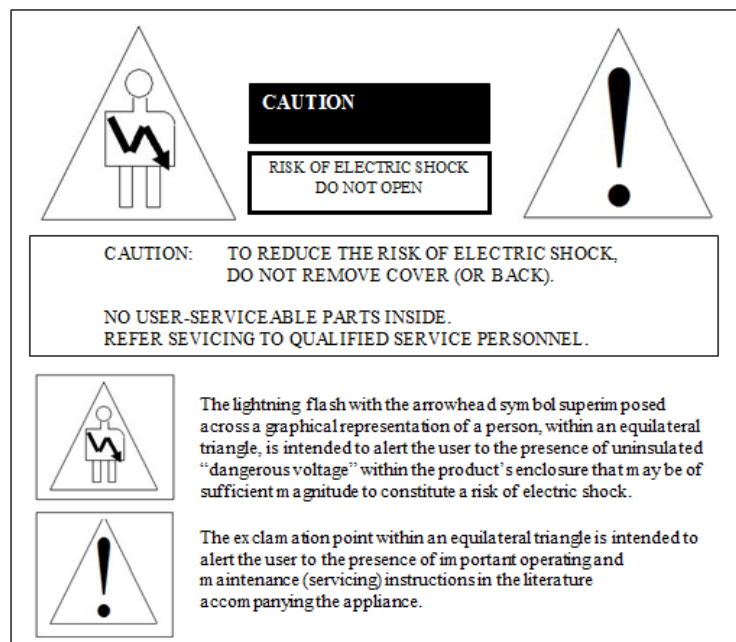 CAUTION
RISK OF ELECTRIC SHOCK
DO NOT OPEN
CAUTION: TO REDUCE THE RISK OF ELECTRIC SHOCK,
DO NOT REMOVE COVER (OR BACK).
NO USER-SERVICEABLE PARTS INSIDE.
REFER SEVICING TO QUALIFIED SERVICE PERSONNEL.
The lightning flash with the arrowhead symbol superimposed
across a graphical representation of a person, within an equilateral
triangle, is intended to alert the user to the presence of uninsulated
“dangerous voltage” within the product’s enclosure that may be of
sufficient magnitude to constitute a risk of electric shock.
The exclamation point within an equilateral triangle is intended to
alert the user to the presence of important operating and
maintenance (servicing) instructions in the literature
accompanying the appliance.